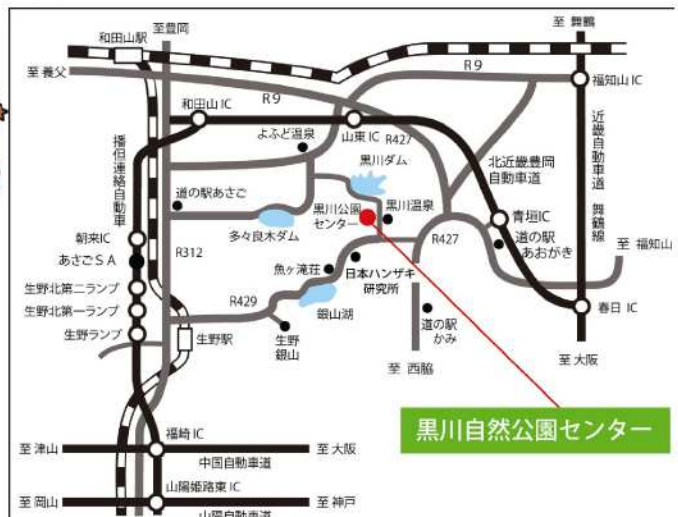 至 豊岡
至 舞鶴
和田山駅
至 養父
R 9
R 9
福知山 IC
和田山 IC
山東 IC
R427
よふど温泉
黒川ダム
播但連絡自動車
北近畿豊岡
自動車道
近畿自動車道 舞鶴線
道の駅あさご
黒川公園
センター
黒川温泉
青垣IC
多々良木ダム
R427
道の駅
あおがき
至 福知山
朝来IC
R312
あさごＳＡ
魚ヶ滝荘
日本ハンザキ
研究所
生野北第二ランプ
R429
銀山湖
生野北第一ランプ
春日 IC
道の駅
かみ
生野ランプ
生野駅
生野
銀山
至 西脇
至 大阪
黒川自然公園センター
福崎 IC
至 津山
至 大阪
中国自動車道
山陽姫路東 IC
至 岡山
至 神戸
山陽自動車道